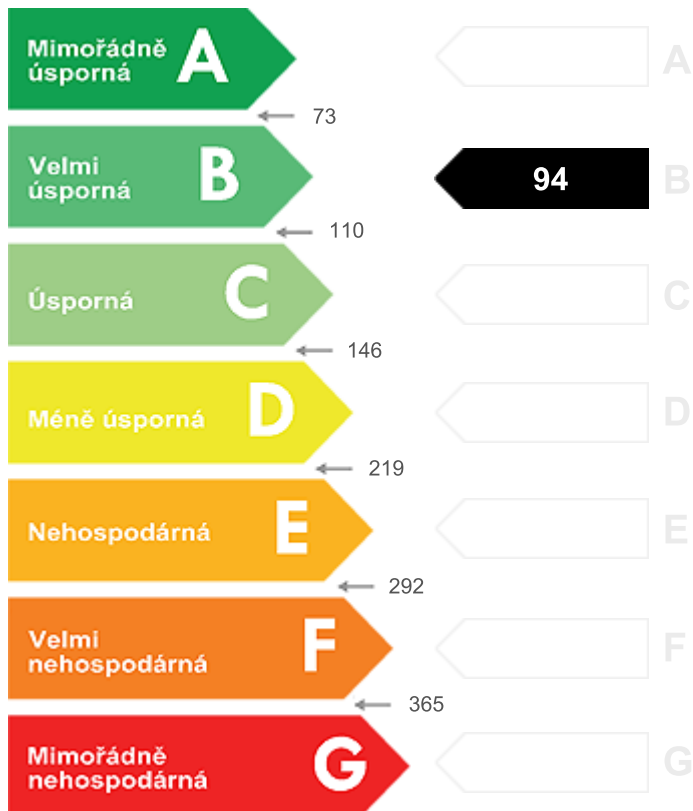 Mimořádně
úsporná
A
A
73
Velmi
úsporná
B
94
B
110
Úsporná
C
C
146
Méně úsporná
D
D
219
Nehospodárná
E
E
292
Velmi
nehospodárná
F
F
365
Mimořádně
nehospodárná
G
G